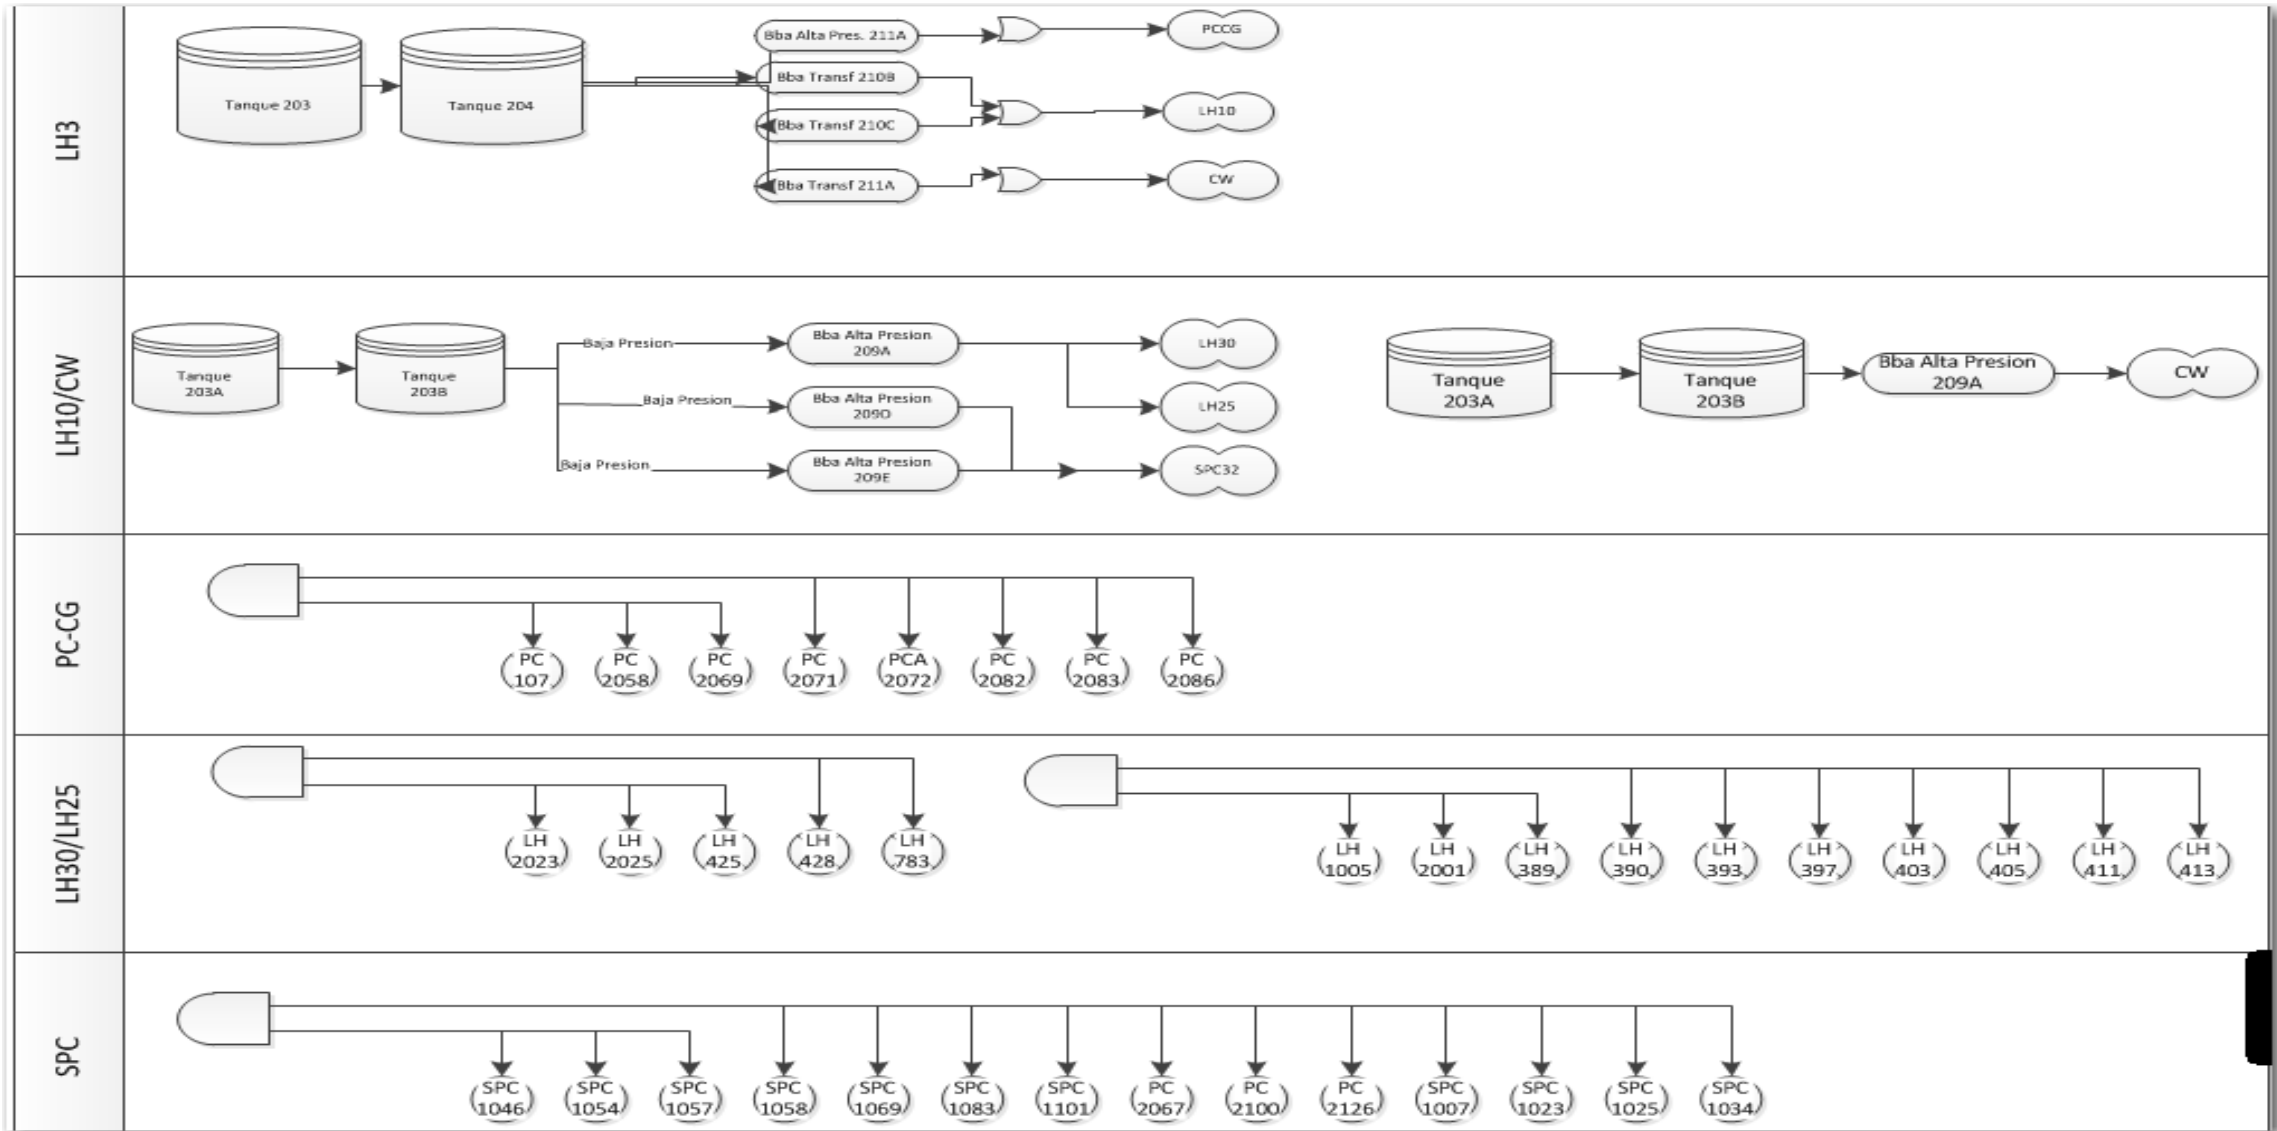 LH3
Tanque 203
Tanque 204
Bba Alta Pres. 211A
Bba Transf 210B
Bba Transf 210C
Bba Transf 211A
PCCG
LH10
CW
LH10/CW
Tanque
203A
Tanque
203B
Baja Presion
Baja Presion
Baja Presion
Bba Alta Presion
209A
Bba Alta Presion
209D
Bba Alta Presion
209E
LH30
LH25
SPC32
Tanque
203A
Tanque
203B
Bba Alta Presion
209A
CW
PC-CG
PC
107
PC
2058
PC
2069
PC
2071
PCA
2072
PC
2082
PC
2083
PC
2086
LH30/LH25
LH
2023
LH
2025
LH
425
LH
428
LH
783
LH
1005
LH
2001
LH
389
LH
390
LH
393
LH
397
LH
403
LH
405
LH
411
LH
413
SPC
SPC
1046
SPC
1054
SPC
1057
SPC
1058
SPC
1069
SPC
1083
SPC
1101
PC
2067
PC
2100
PC
2126
SPC
1007
SPC
1023
SPC
1025
SPC
1034